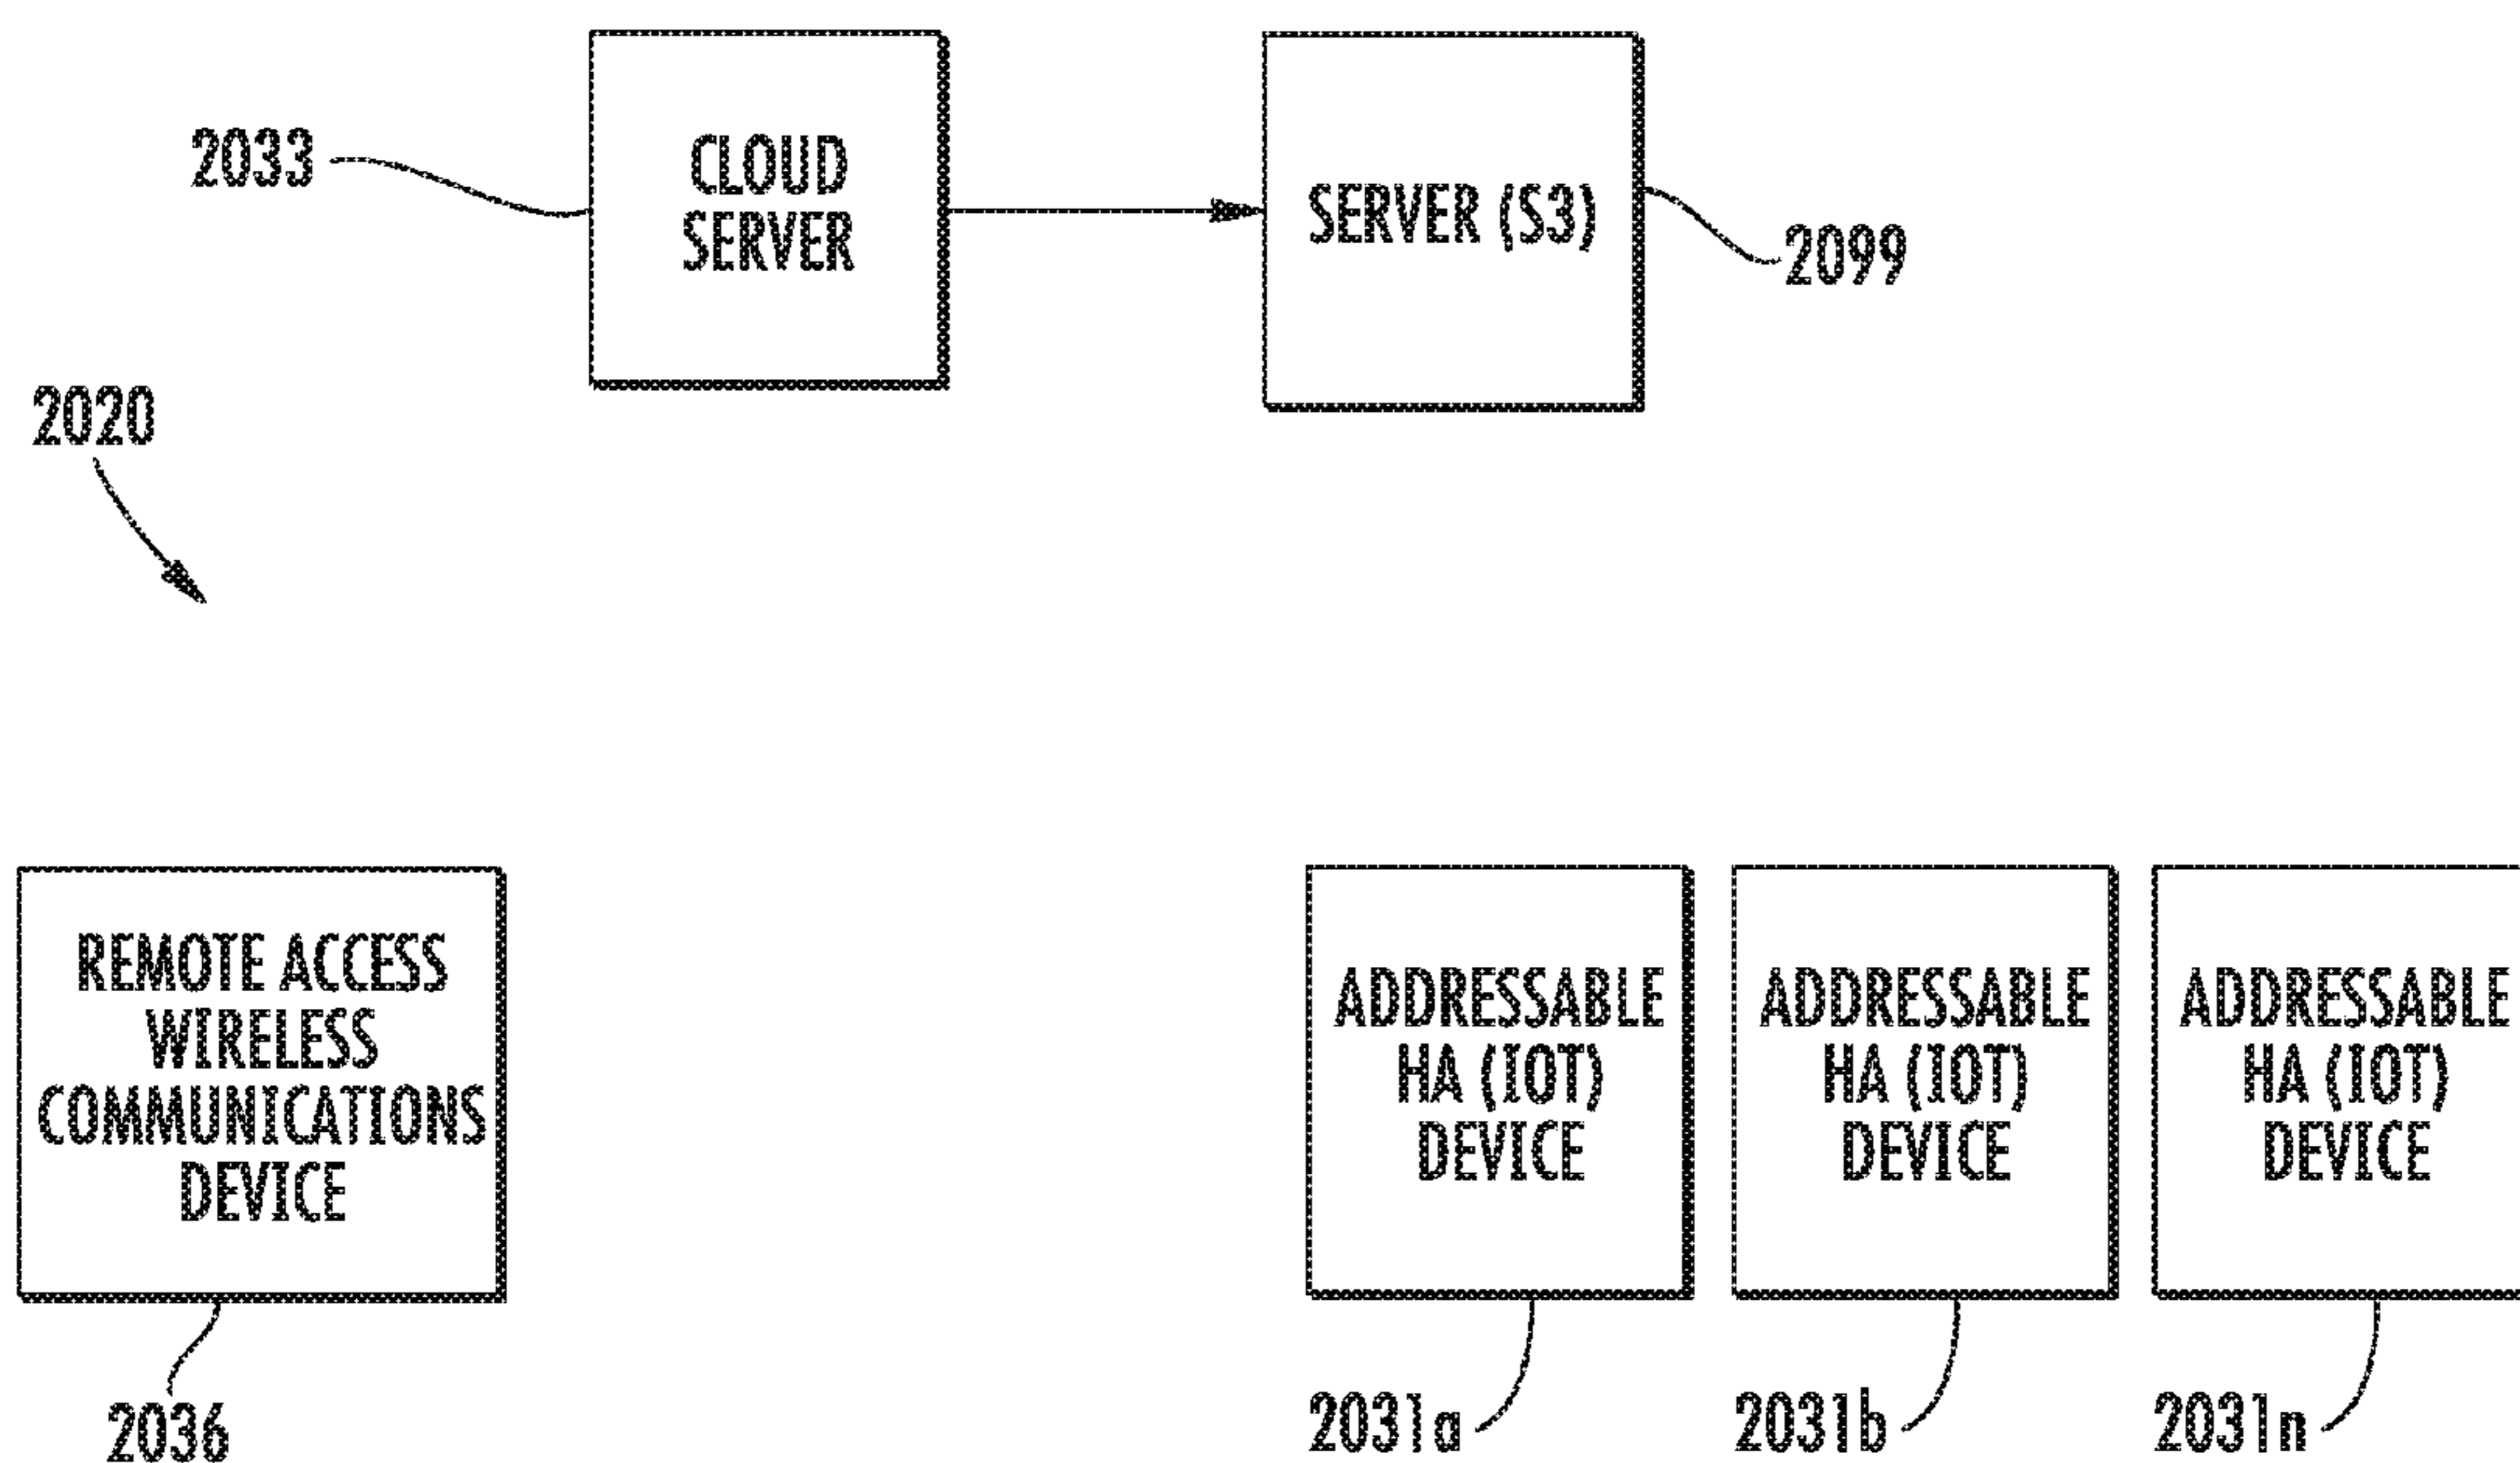 2033
CLOUD
SERVER
SERVER (S3)
2099
2020
REMOTE ACCESS
WIRELESS
COMMUNICATIONS
DEVICE
2036
ADDRESSABLE
HA (IOT)
DEVICE
2031a
ADDRESSABLE
HA (IOT)
DEVICE
2031b
ADDRESSABLE
HA (IOT)
DEVICE
2031n